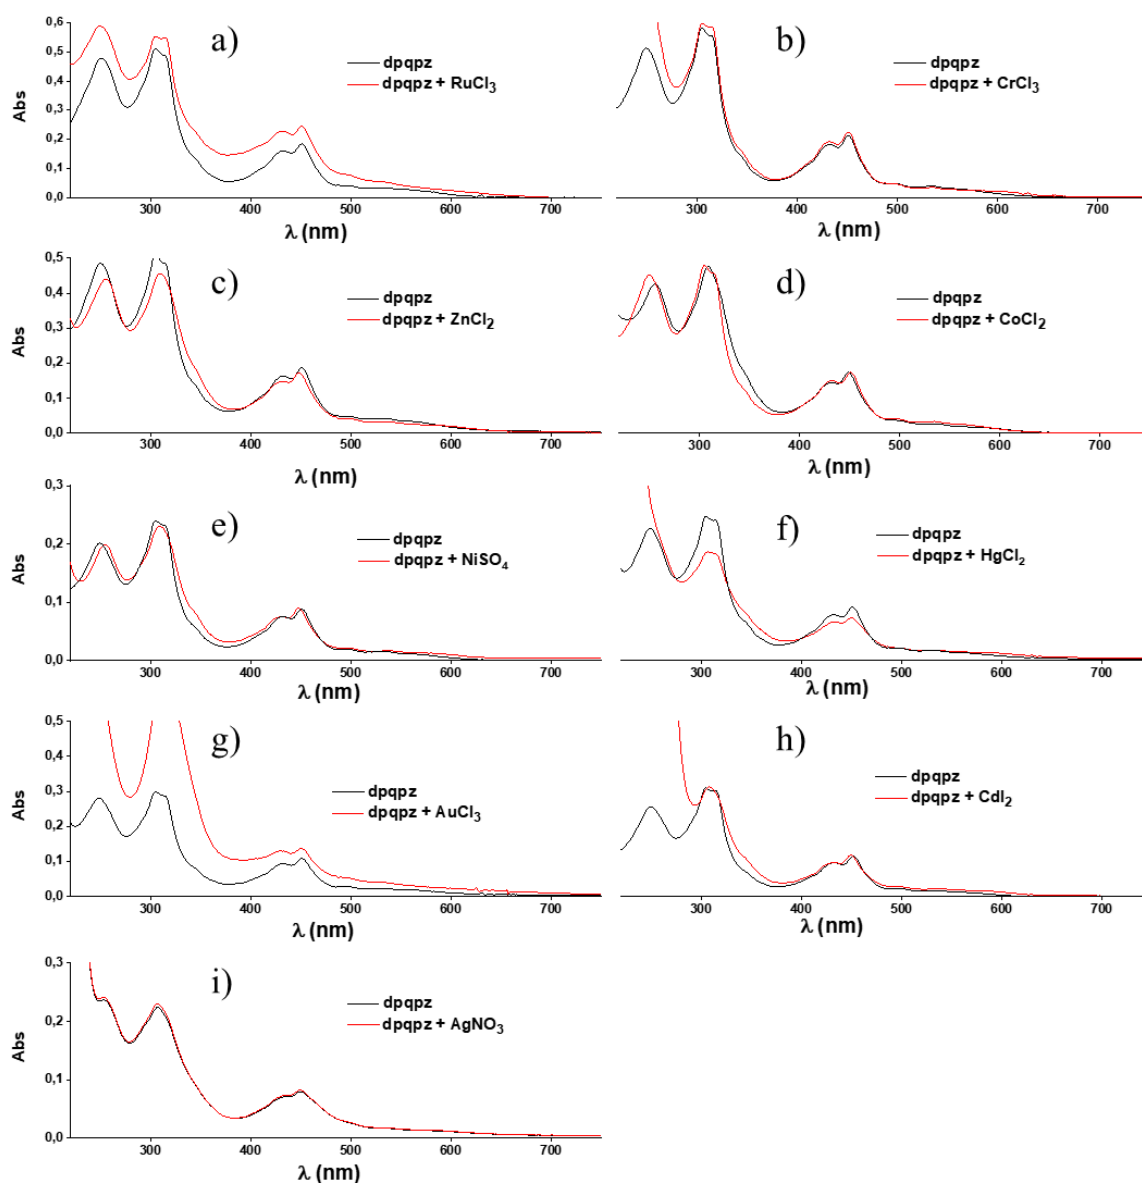 a)
dpqpz
dpqpz + RuCl3
Abs
0,6
0,5
0,4
0,3
0,2
0,1
0,0
300 400 500 600 700
λ (nm)
b)
dpqpz
dpqpz + CrCl3
300 400 500 600 700
λ (nm)
c)
dpqpz
dpqpz + ZnCl2
Abs
0,5
0,4
0,3
0,2
0,1
0,0
300 400 500 600 700
λ (nm)
d)
dpqpz
dpqpz + CoCl2
300 400 500 600 700
λ (nm)
e)
dpqpz
dpqpz + NiSO4
Abs
0,3
0,2
0,1
0,0
300 400 500 600 700
λ (nm)
f)
dpqpz
dpqpz + HgCl2
300 400 500 600 700
λ (nm)
g)
dpqpz
dpqpz + AuCl3
Abs
0,5
0,4
0,3
0,2
0,1
0,0
300 400 500 600 700
λ (nm)
h)
dpqpz
dpqpz + CdI2
300 400 500 600 700
λ (nm)
i)
dpqpz
dpqpz + AgNO3
Abs
0,3
0,2
0,1
0,0
300 400 500 600 700
λ (nm)